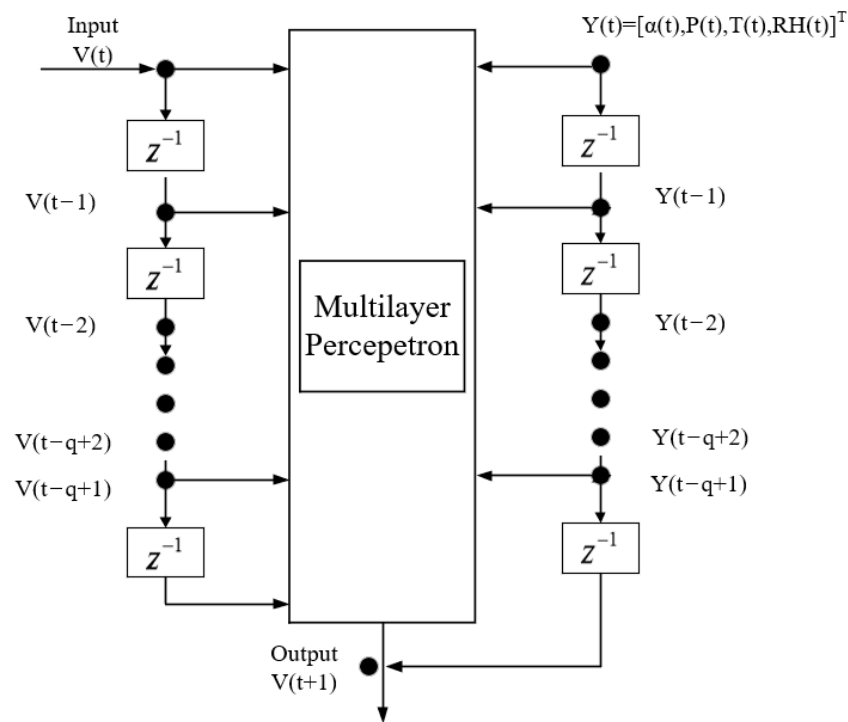 Input
V(t)
Y(t)=[α(t),P(t),T(t),RH(t)]ᵀ
z⁻¹
z⁻¹
V(t−1)
Y(t−1)
z⁻¹
z⁻¹
Multilayer
Percepetron
V(t−2)
Y(t−2)
V(t−q+2)
Y(t−q+2)
V(t−q+1)
Y(t−q+1)
z⁻¹
z⁻¹
Output
V(t+1)